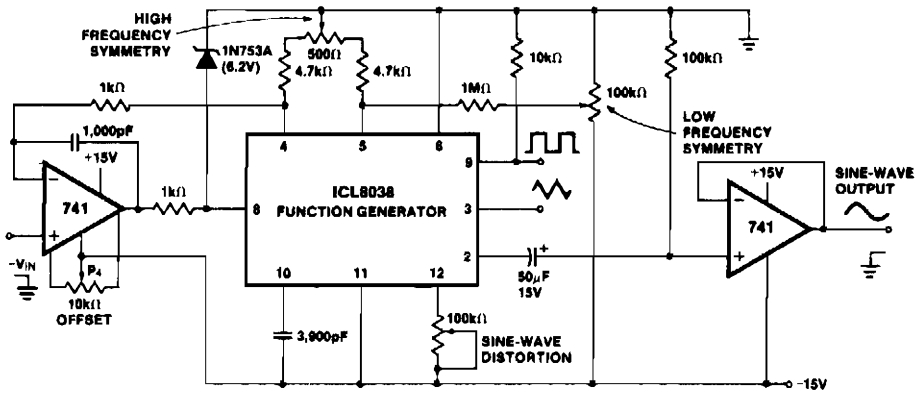 HIGH
FREQUENCY
SYMMETRY
1N753A
(6.2V)
500Ω
4.7kΩ
4.7kΩ
10kΩ
100kΩ
1kΩ
1MΩ
100kΩ
LOW
FREQUENCY
SYMMETRY
1,000pF
+15V
741
1kΩ
4
5
6
9
8
3
2
10
11
12
ICL8038
FUNCTION GENERATOR
-VIN
P4
10kΩ
OFFSET
3,900pF
100kΩ
SINE-WAVE
DISTORTION
+
50μF
15V
+15V
741
SINE-WAVE
OUTPUT
-15V